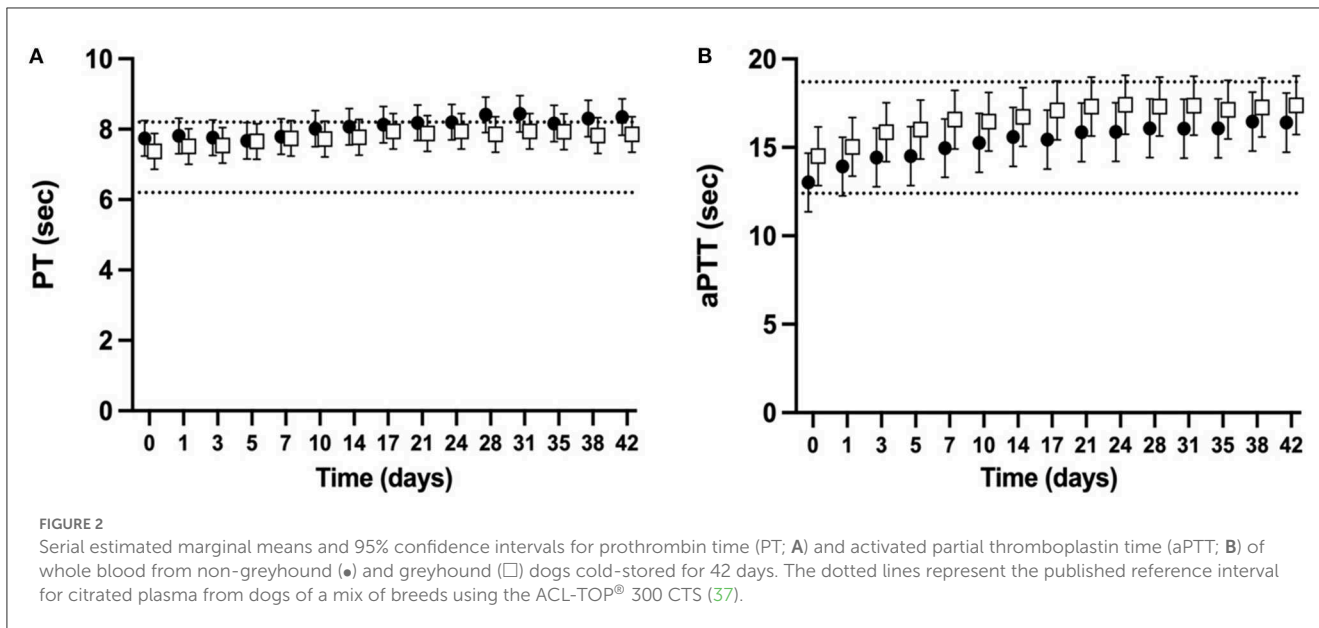 A
B
10
8
6
4
2
0
PT (sec)
0 1 3 5 7 10 14 17 21 24 28 31 35 38 42
Time (days)
20
15
10
5
0
aPTT (sec)
0 1 3 5 7 10 14 17 21 24 28 31 35 38 42
Time (days)
FIGURE 2
Serial estimated marginal means and 95% confidence intervals for prothrombin time (PT; A) and activated partial thromboplastin time (aPTT; B) of
whole blood from non-greyhound (●) and greyhound (□) dogs cold-stored for 42 days. The dotted lines represent the published reference interval
for citrated plasma from dogs of a mix of breeds using the ACL-TOP® 300 CTS (37).